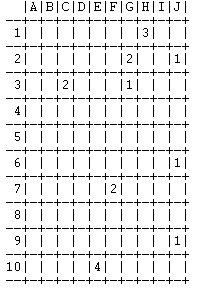 |A|B|C|D|E|F|G|H|I|J|
--+-+-+-+-+-+-+-+-+-+-+
 1| | | | | | | |3| | |
--+-+-+-+-+-+-+-+-+-+-+
 2| | | | | | |2| | |1|
--+-+-+-+-+-+-+-+-+-+-+
 3| | |2| | | |1| | | |
--+-+-+-+-+-+-+-+-+-+-+
 4| | | | | | | | | | |
--+-+-+-+-+-+-+-+-+-+-+
 5| | | | | | | | | | |
--+-+-+-+-+-+-+-+-+-+-+
 6| | | | | | | | | |1|
--+-+-+-+-+-+-+-+-+-+-+
 7| | | | | |2| | | | |
--+-+-+-+-+-+-+-+-+-+-+
 8| | | | | | | | | | |
--+-+-+-+-+-+-+-+-+-+-+
 9| | | | | | | | | |1|
--+-+-+-+-+-+-+-+-+-+-+
10| | | | |4| | | | | |
--+-+-+-+-+-+-+-+-+-+-+